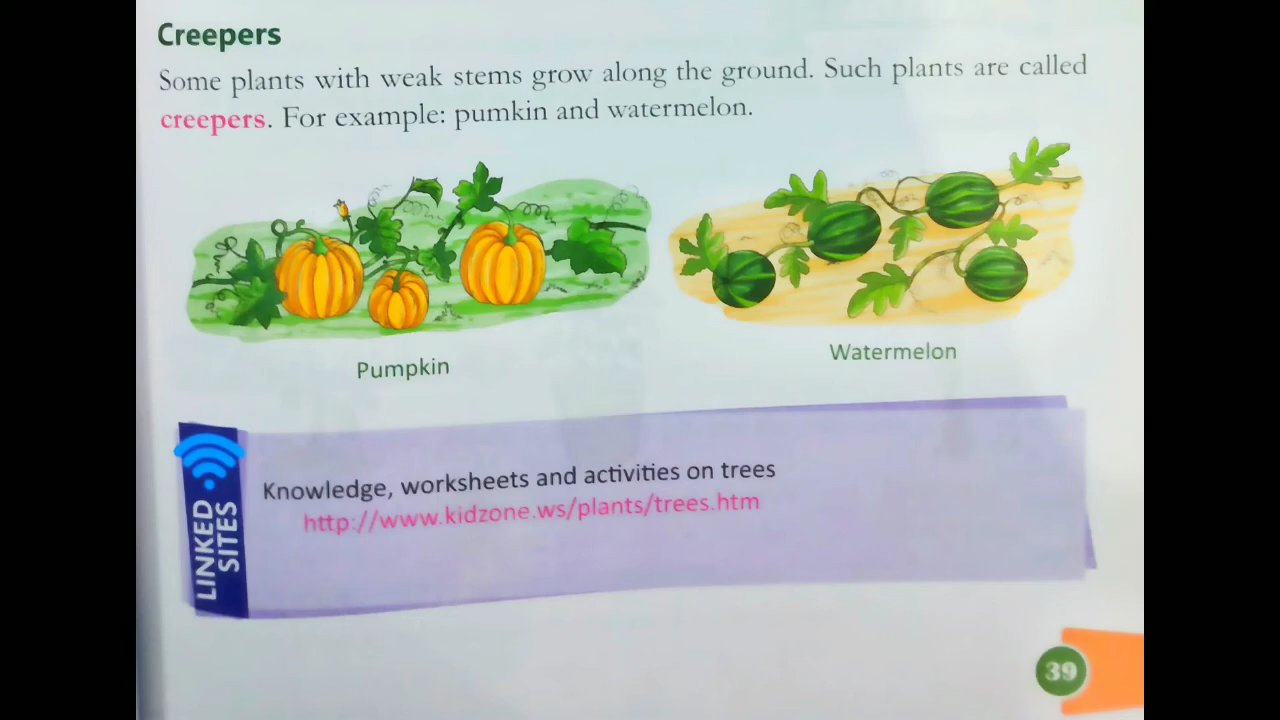 Creepers
Some plants with weak stems grow along the ground. Such plants are called
creepers. For example: pumkin and watermelon.
Pumpkin
Watermelon
LINKED
SITES
Knowledge, worksheets and activities on trees
http://www.kidzone.ws/plants/trees.htm
39